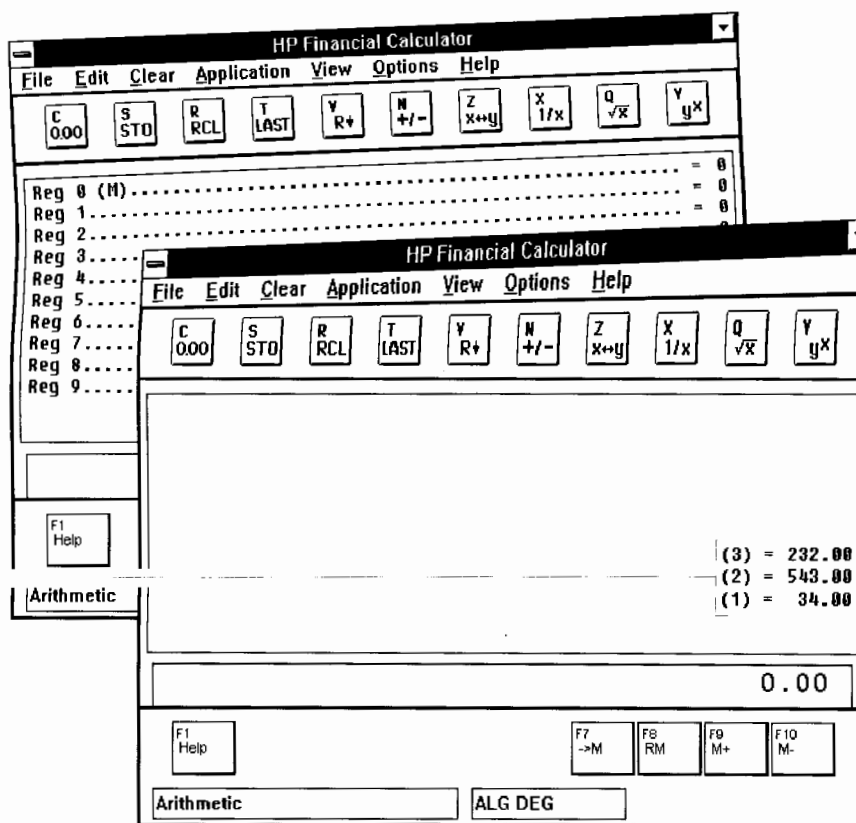 HP Financial Calculator
File Edit Clear Application View Options Help
C 0.00 S STO R RCL T LAST V R↓ N +/- Z x↔y X 1/x Q √x Y y^x
Reg 0 (M)........................................................ = 0
Reg 1........................................................ = 0
Reg 2........................................................ = 0
Reg 3.....
Reg 4.....
Reg 5.....
Reg 6.....
Reg 7.....
Reg 8.....
Reg 9.....
F1 Help
Arithmetic
HP Financial Calculator
File Edit Clear Application View Options Help
C 0.00 S STO R RCL T LAST V R↓ N +/- Z x↔y X 1/x Q √x Y y^x
(3) = 232.00
(2) = 543.00
(1) = 34.00
0.00
F1 Help F7 ->M F8 RM F9 M+ F10 M-
Arithmetic ALG DEG